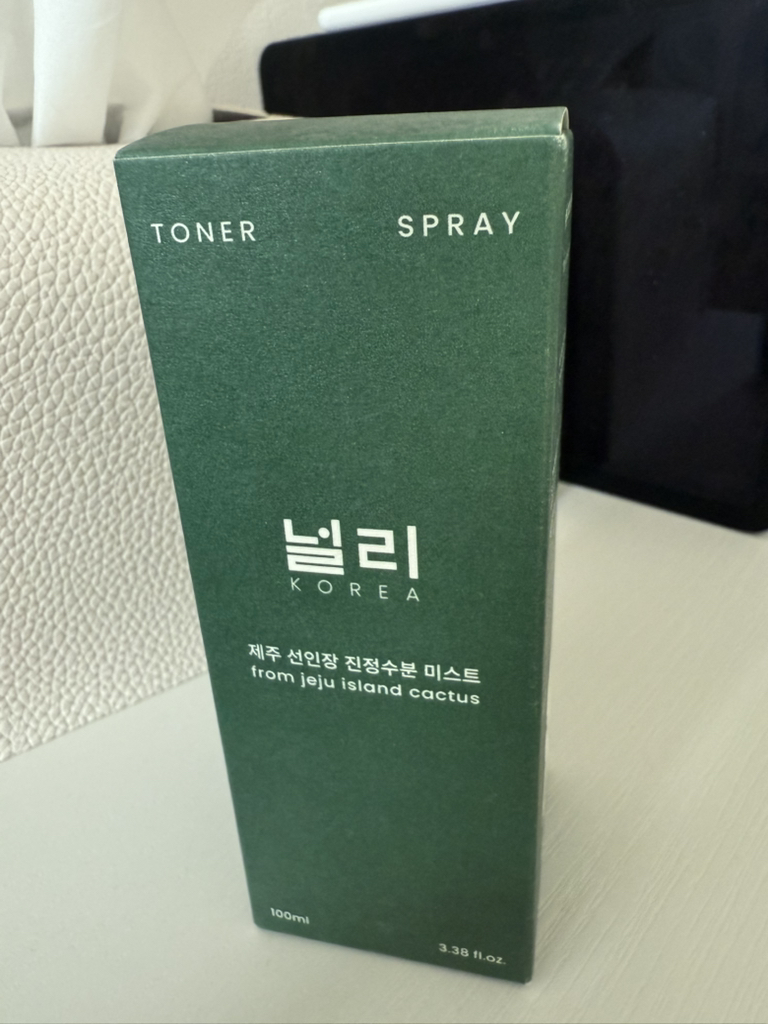 TONER SPRAY
널리
KOREA
제주 선인장 진정수분 미스트
from jeju island cactus
100ml
3.38 fl.oz.